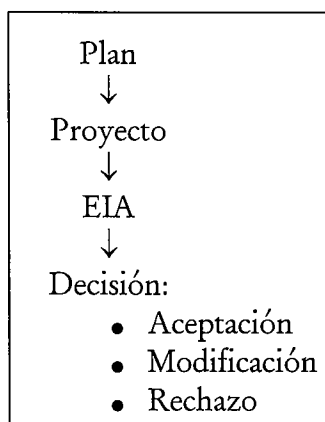 Plan
↓
Proyecto
↓
EIA
↓
Decisión:
• Aceptación
• Modificación
• Rechazo